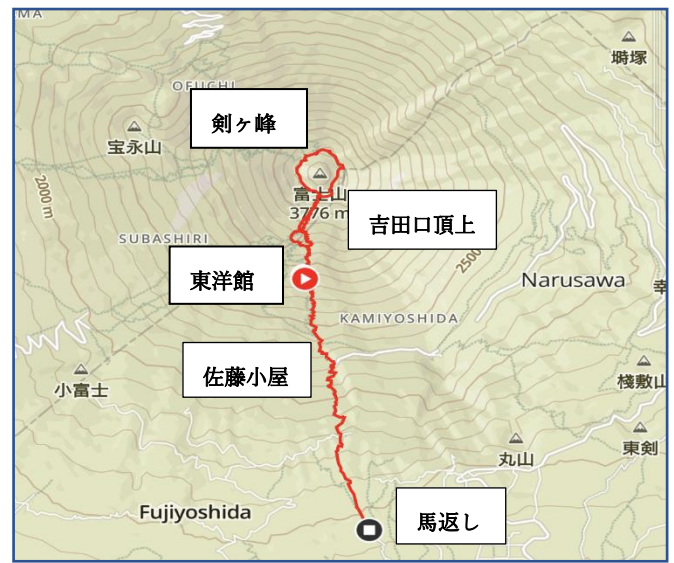 MA
塒塚
OFUCHI
剣ヶ峰
宝永山
富士山
3776 m
2000 m
吉田口頂上
SUBASHIRI
2500
東洋館
Narusawa
幸
KAMIYOSHIDA
佐藤小屋
小富士
棧敷山
東剣
丸山
Fujiyoshida
馬返し